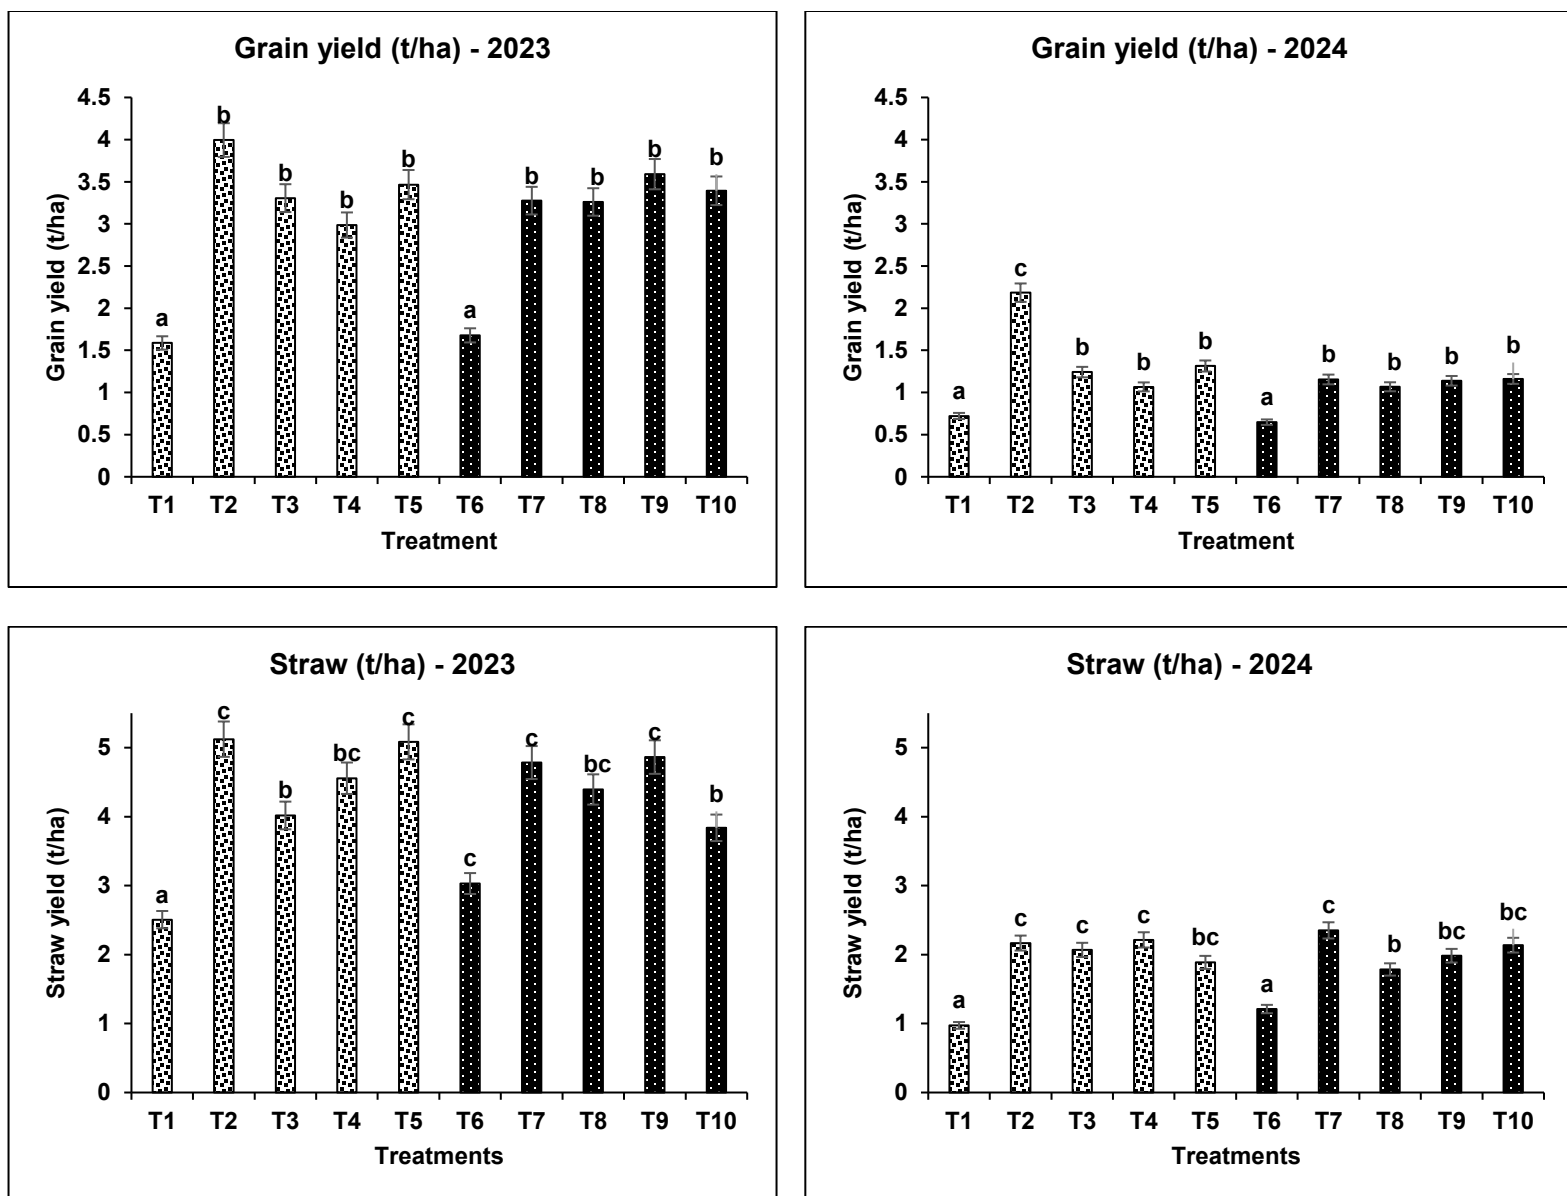 Grain yield (t/ha) - 2023
Grain yield (t/ha)
4.5
4
3.5
3
2.5
2
1.5
1
0.5
0
a b b b b a b b b b
T1 T2 T3 T4 T5 T6 T7 T8 T9 T10
Treatment
Grain yield (t/ha) - 2024
Grain yield (t/ha)
4.5
4
3.5
3
2.5
2
1.5
1
0.5
0
a c b b b a b b b b
T1 T2 T3 T4 T5 T6 T7 T8 T9 T10
Treatment
Straw (t/ha) - 2023
Straw yield (t/ha)
5
4
3
2
1
0
a c b bc c c c bc c b
T1 T2 T3 T4 T5 T6 T7 T8 T9 T10
Treatments
Straw (t/ha) - 2024
Straw yield (t/ha)
5
4
3
2
1
0
a c c c bc a c b bc bc
T1 T2 T3 T4 T5 T6 T7 T8 T9 T10
Treatments